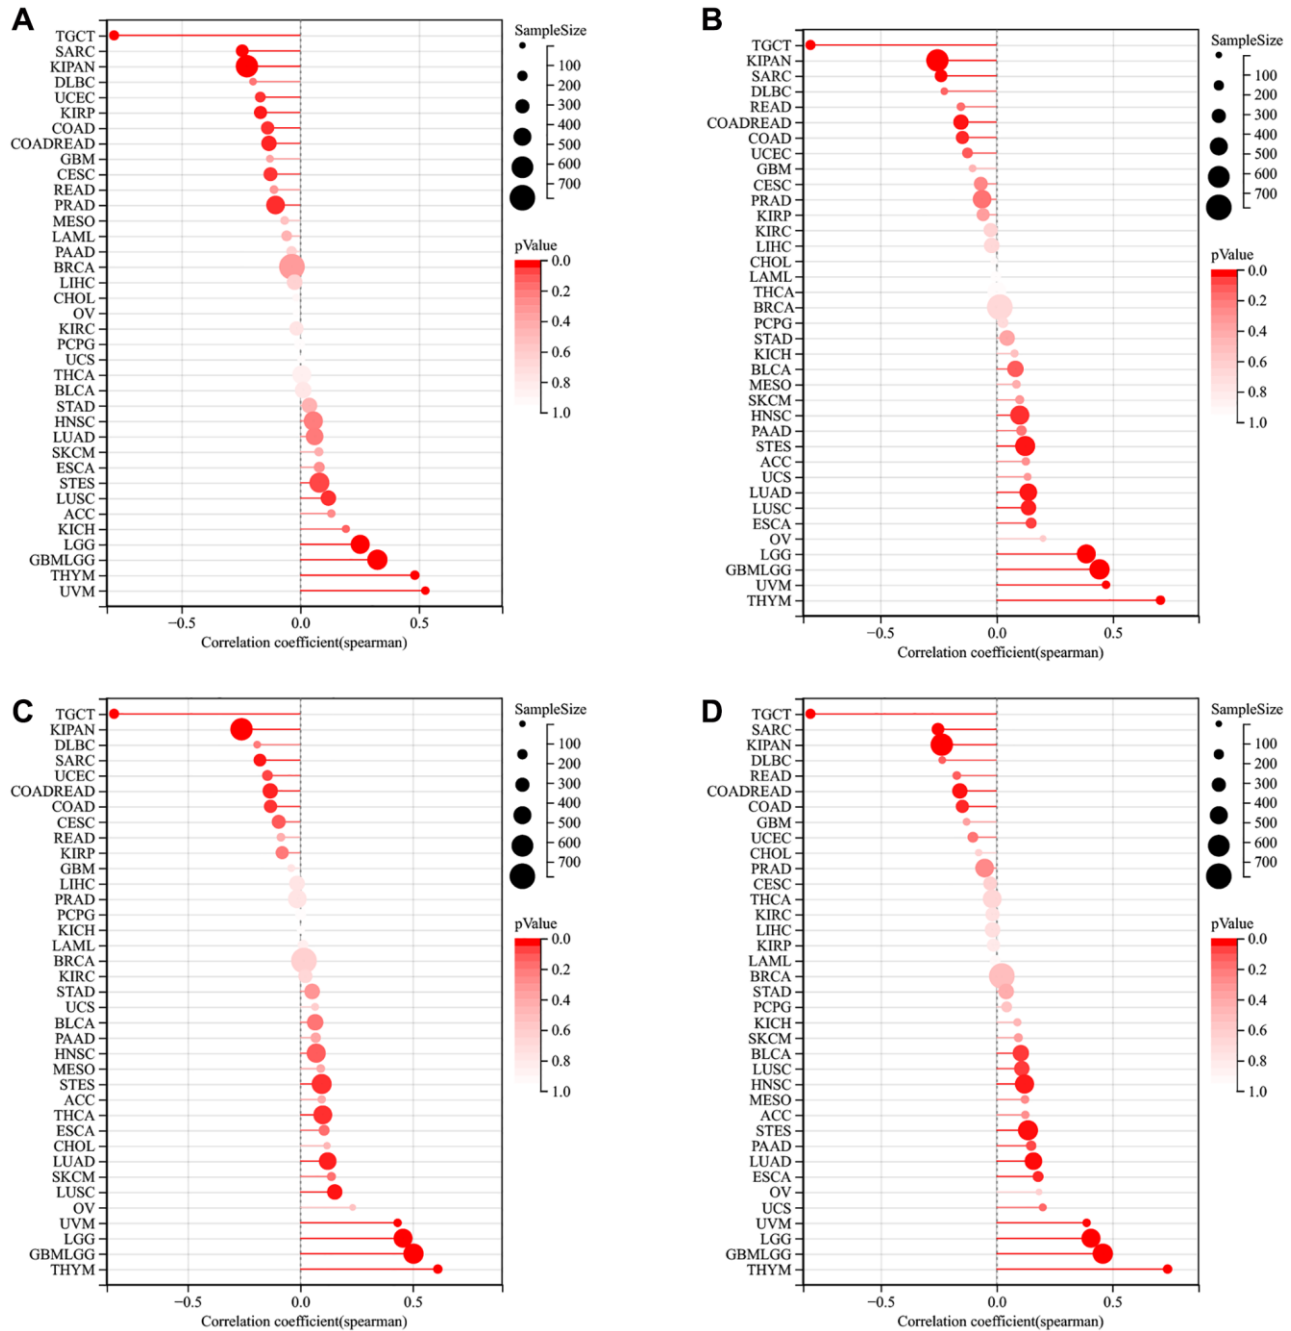 A
TGCT
SARC
KIPAN
DLBC
UCEC
KIRP
COAD
COADREAD
GBM
CESC
READ
PRAD
MESO
LAML
PAAD
BRCA
LIHC
CHOL
OV
KIRC
PCPG
UCS
THCA
BLCA
STAD
HNSC
LUAD
SKCM
ESCA
STES
LUSC
ACC
KICH
LGG
GBMLGG
THYM
UVM
−0.5 0.0 0.5
Correlation coefficient(spearman)
SampleSize
100
200
300
400
500
600
700
pValue
0.0
0.2
0.4
0.6
0.8
1.0
B
TGCT
KIPAN
SARC
DLBC
READ
COADREAD
COAD
UCEC
GBM
CESC
PRAD
KIRP
KIRC
LIHC
CHOL
LAML
THCA
BRCA
PCPG
STAD
KICH
BLCA
MESO
SKCM
HNSC
PAAD
STES
ACC
UCS
LUAD
LUSC
ESCA
OV
LGG
GBMLGG
UVM
THYM
−0.5 0.0 0.5
Correlation coefficient(spearman)
SampleSize
100
200
300
400
500
600
700
pValue
0.0
0.2
0.4
0.6
0.8
1.0
C
TGCT
KIPAN
DLBC
SARC
UCEC
COADREAD
COAD
CESC
READ
KIRP
GBM
LIHC
PRAD
PCPG
KICH
LAML
BRCA
KIRC
STAD
UCS
BLCA
PAAD
HNSC
MESO
STES
ACC
THCA
ESCA
CHOL
LUAD
SKCM
LUSC
OV
UVM
LGG
GBMLGG
THYM
−0.5 0.0 0.5
Correlation coefficient(spearman)
SampleSize
100
200
300
400
500
600
700
pValue
0.0
0.2
0.4
0.6
0.8
1.0
D
TGCT
SARC
KIPAN
DLBC
READ
COADREAD
COAD
GBM
UCEC
CHOL
PRAD
CESC
THCA
KIRC
LIHC
KIRP
LAML
BRCA
STAD
PCPG
KICH
SKCM
BLCA
LUSC
HNSC
MESO
ACC
STES
PAAD
LUAD
ESCA
OV
UCS
UVM
LGG
GBMLGG
THYM
−0.5 0.0 0.5
Correlation coefficient(spearman)
SampleSize
100
200
300
400
500
600
700
pValue
0.0
0.2
0.4
0.6
0.8
1.0